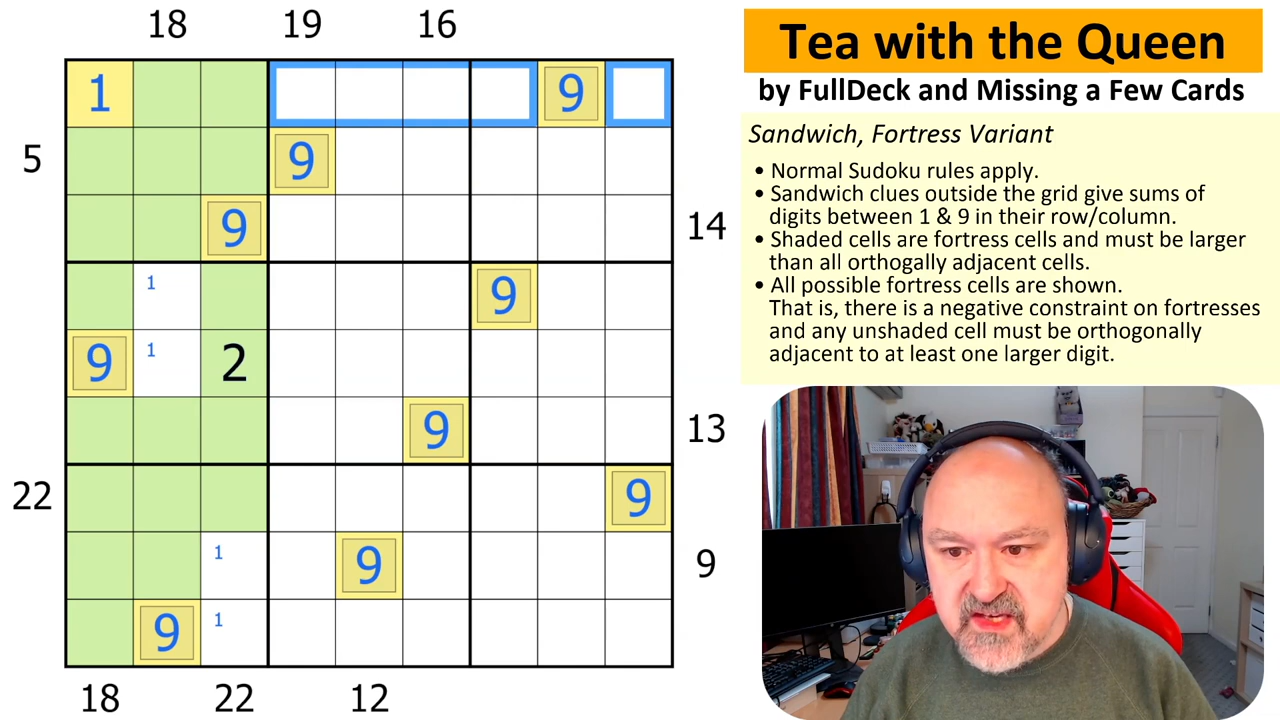 18 19 16
Tea with the Queen
by FullDeck and Missing a Few Cards
1 9
Sandwich, Fortress Variant
5 9
• Normal Sudoku rules apply.
• Sandwich clues outside the grid give sums of
digits between 1 & 9 in their row/column.
9 14
• Shaded cells are fortress cells and must be larger
than all orthogally adjacent cells.
• All possible fortress cells are shown.
That is, there is a negative constraint on fortresses
and any unshaded cell must be orthogonally
adjacent to at least one larger digit.
1 9
9 1 2
9 13
22 9
1 9 9
9 1
18 22 12